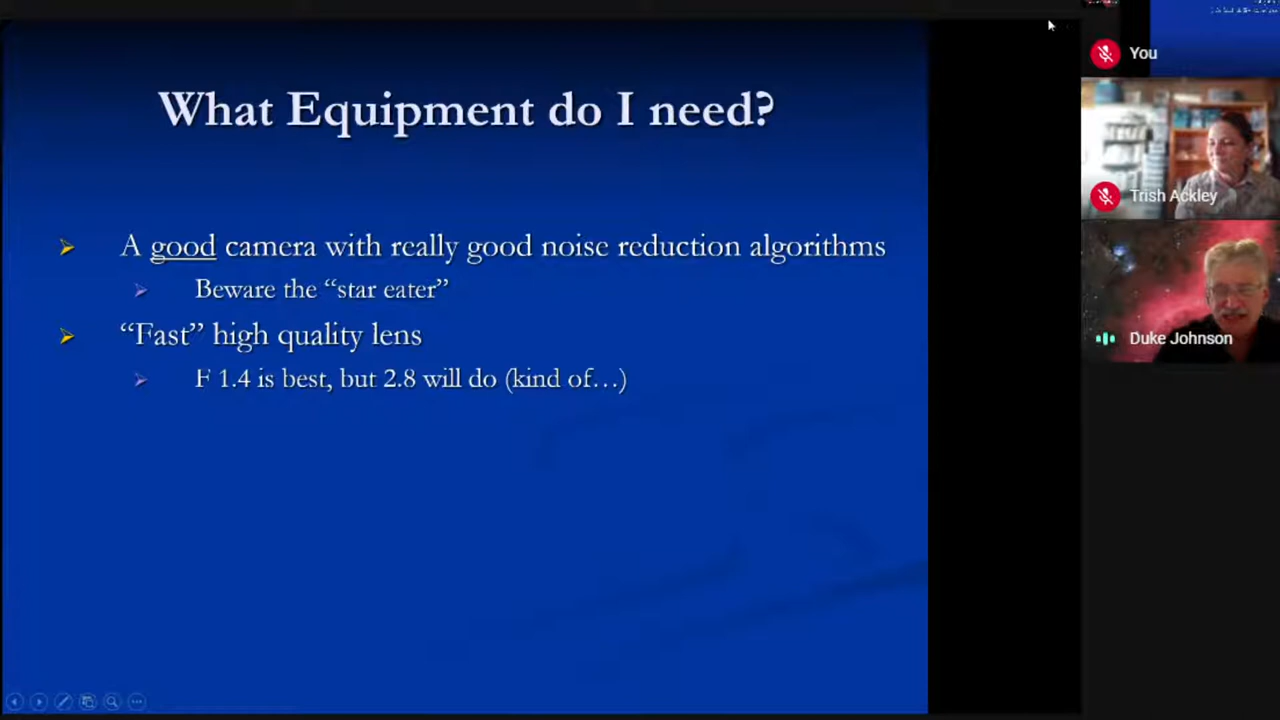 What Equipment do I need?
A good camera with really good noise reduction algorithms
Beware the “star eater”
“Fast” high quality lens
F 1.4 is best, but 2.8 will do (kind of…)
You
Trish Ackley
Duke Johnson